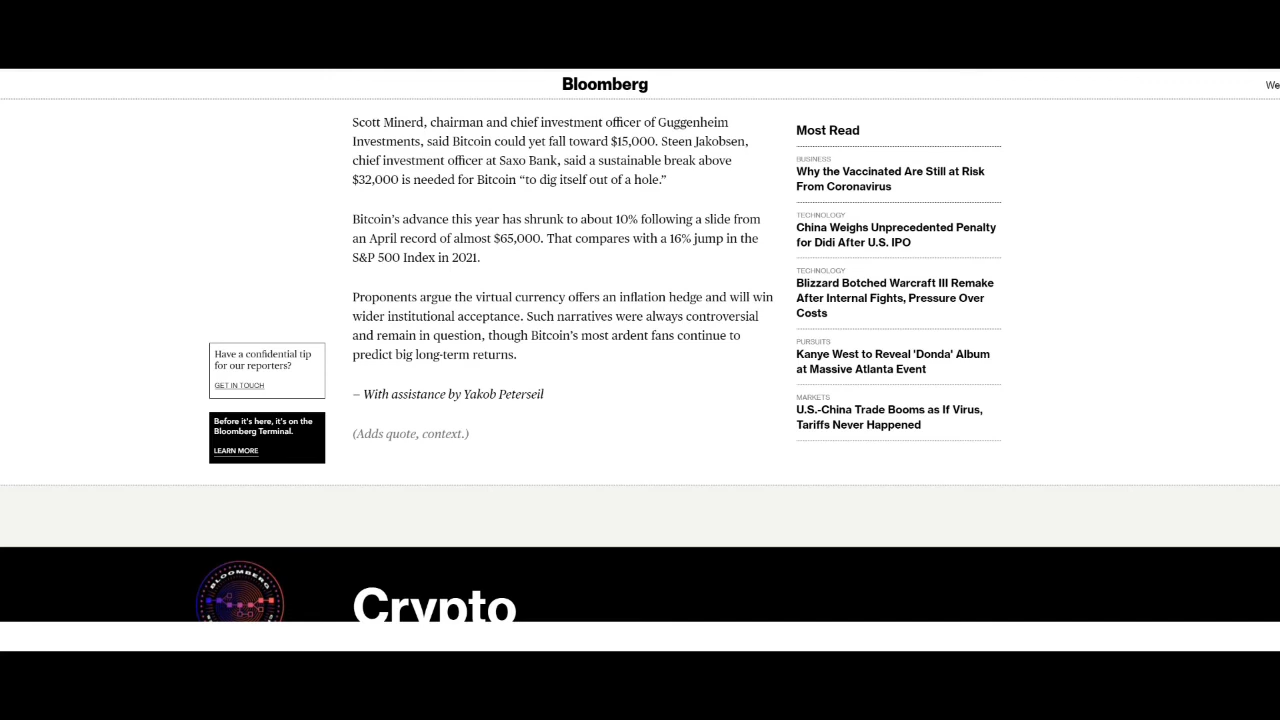 Bloomberg
We
Scott Minerd, chairman and chief investment officer of Guggenheim
Investments, said Bitcoin could yet fall toward $15,000. Steen Jakobsen,
chief investment officer at Saxo Bank, said a sustainable break above
$32,000 is needed for Bitcoin “to dig itself out of a hole.”
Bitcoin’s advance this year has shrunk to about 10% following a slide from
an April record of almost $65,000. That compares with a 16% jump in the
S&P 500 Index in 2021.
Proponents argue the virtual currency offers an inflation hedge and will win
wider institutional acceptance. Such narratives were always controversial
and remain in question, though Bitcoin’s most ardent fans continue to
predict big long-term returns.
– With assistance by Yakob Peterseil
(Adds quote, context.)
Have a confidential tip
for our reporters?
GET IN TOUCH
Before it's here, it's on the
Bloomberg Terminal.
LEARN MORE
Most Read
BUSINESS
Why the Vaccinated Are Still at Risk
From Coronavirus
TECHNOLOGY
China Weighs Unprecedented Penalty
for Didi After U.S. IPO
TECHNOLOGY
Blizzard Botched Warcraft III Remake
After Internal Fights, Pressure Over
Costs
PURSUITS
Kanye West to Reveal 'Donda' Album
at Massive Atlanta Event
MARKETS
U.S.-China Trade Booms as If Virus,
Tariffs Never Happened
BLOOMBERG
Crypto